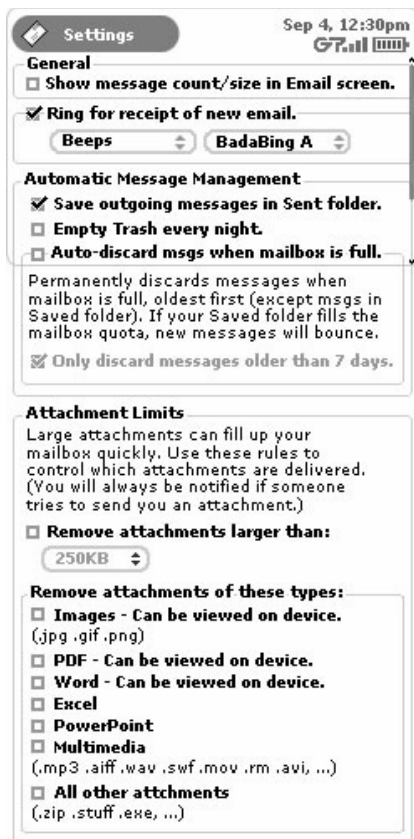 Settings
Sep 4, 12:30pm
G
General
Show message count/size in Email screen.
Ring for receipt of new email.
Beeps
BadaBing A
Automatic Message Management
Save outgoing messages in Sent folder.
Empty Trash every night.
Auto-discard msgs when mailbox is full.
Permanently discards messages when
mailbox is full, oldest first (except msgs in
Saved folder). If your Saved folder fills the
mailbox quota, new messages will bounce.
Only discard messages older than 7 days.
Attachment Limits
Large attachments can fill up your
mailbox quickly. Use these rules to
control which attachments are delivered.
(You will always be notified if someone
tries to send you an attachment.)
Remove attachments larger than:
250KB
Remove attachments of these types:
Images - Can be viewed on device.
(.jpg .gif .png)
PDF - Can be viewed on device.
Word - Can be viewed on device.
Excel
PowerPoint
Multimedia
(.mp3 .aiff .wav .swf .mov .rm .avi, ...)
All other attchments
(.zip .stuff .exe, ...)